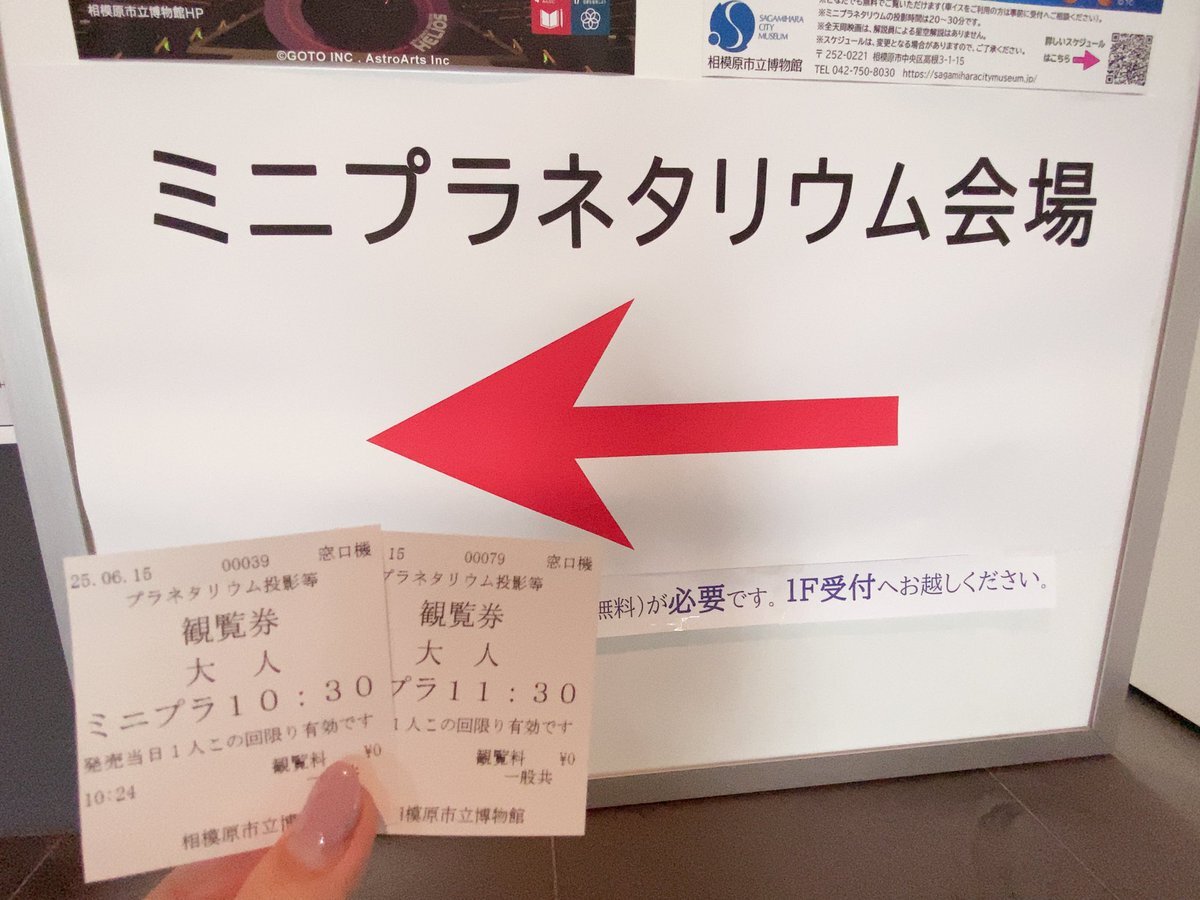 相模原市立博物館HP
HELIOS
©GOTO INC . AstroArts Inc
SAGAMIHARA
CITY
MUSEUM
相模原市立博物館
※ミニプラネタリウムの投影時間は20～30分です。
※全天周映画は、解説員による星空解説はありません。
※スケジュールは、変更となる場合がありますので、ご了承ください。
〒252-0221 相模原市中央区高根3-1-15
TEL 042-750-8030 https://sagamiharacitymuseum.jp/
詳しいスケジュール
はこちら
ミニプラネタリウム会場
無料)が必要です。1F受付へお越しください。
25.06.15 00039 窓口機
プラネタリウム投影等
観覧券
大 人
ミニプラ10：30
発売当日1人この回限り有効です
観覧料 ¥0
10:24
相模原市立博
15 00079 窓口機
プラネタリウム投影等
観覧券
大 人
プラ11：30
1人この回限り有効です
観覧料 ¥0
一般共
相模原市立博物館